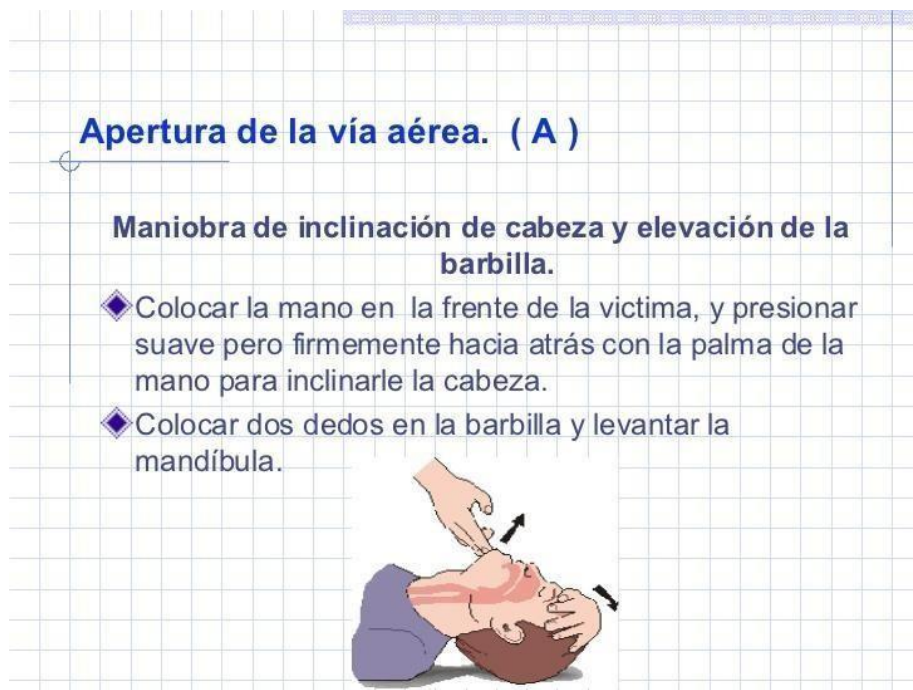 Apertura de la vía aérea. ( A )
Maniobra de inclinación de cabeza y elevación de la
barbilla.
Colocar la mano en la frente de la victima, y presionar
suave pero firmemente hacia atrás con la palma de la
mano para inclinarle la cabeza.
Colocar dos dedos en la barbilla y levantar la
mandíbula.